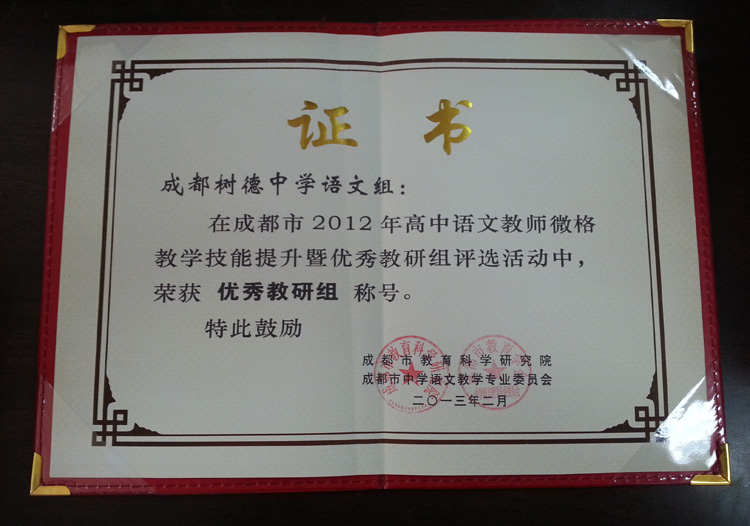 证书
成都树德中学语文组：
在成都市2012年高中语文教师微格
教学技能提升暨优秀教研组评选活动中，
荣获 优秀教研组 称号。
特此鼓励
成都市教育科学研究院
成都市中学语文教学专业委员会
二〇一三年二月